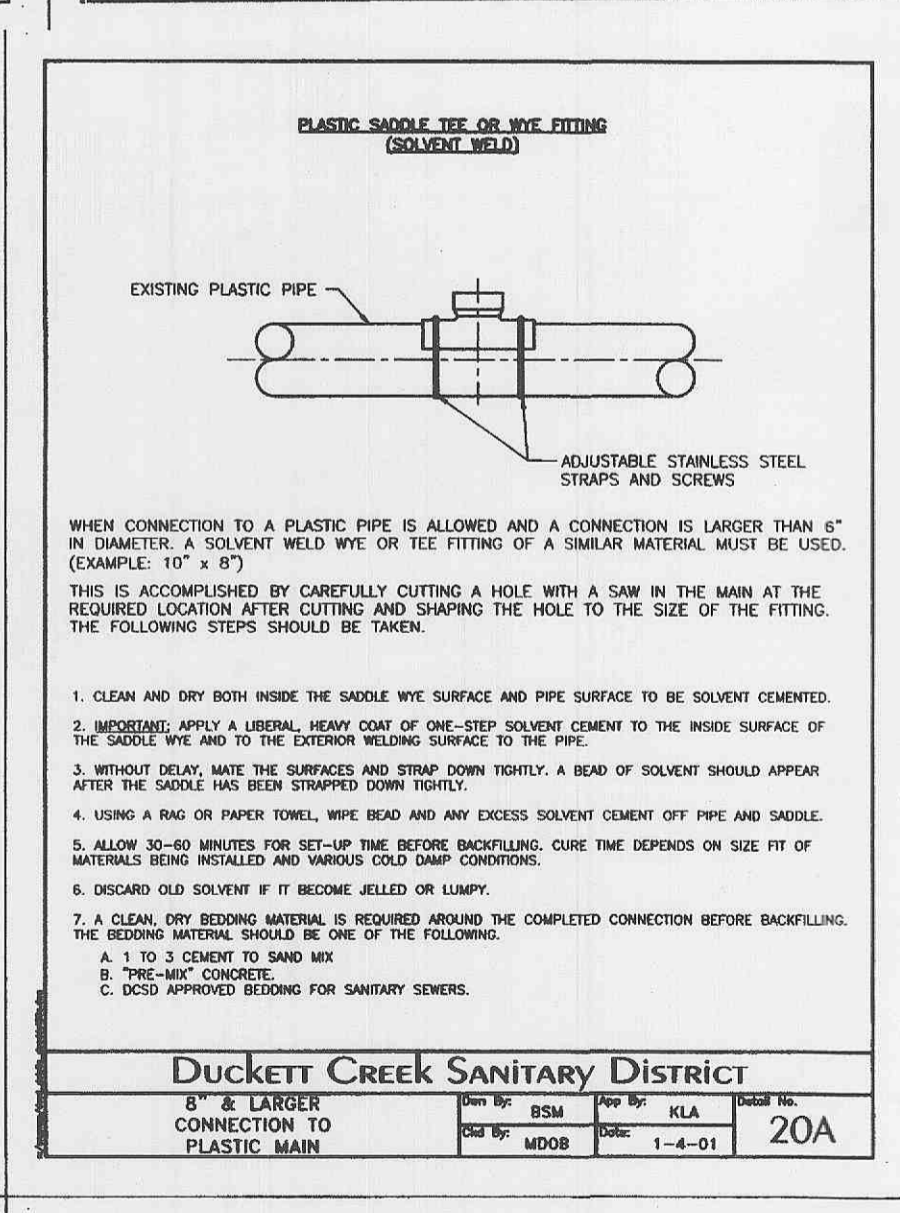 PLASTIC SADDLE TEE OR WYE FITTING
(SOLVENT WELD)
EXISTING PLASTIC PIPE
ADJUSTABLE STAINLESS STEEL
STRAPS AND SCREWS
WHEN CONNECTION TO A PLASTIC PIPE IS ALLOWED AND A CONNECTION IS LARGER THAN 6"
IN DIAMETER. A SOLVENT WELD WYE OR TEE FITTING OF A SIMILAR MATERIAL MUST BE USED.
(EXAMPLE: 10" x 8")
THIS IS ACCOMPLISHED BY CAREFULLY CUTTING A HOLE WITH A SAW IN THE MAIN AT THE
REQUIRED LOCATION AFTER CUTTING AND SHAPING THE HOLE TO THE SIZE OF THE FITTING.
THE FOLLOWING STEPS SHOULD BE TAKEN.
1. CLEAN AND DRY BOTH INSIDE THE SADDLE WYE SURFACE AND PIPE SURFACE TO BE SOLVENT CEMENTED.
2. IMPORTANT: APPLY A LIBERAL, HEAVY COAT OF ONE-STEP SOLVENT CEMENT TO THE INSIDE SURFACE OF
THE SADDLE WYE AND TO THE EXTERIOR WELDING SURFACE TO THE PIPE.
3. WITHOUT DELAY, MATE THE SURFACES AND STRAP DOWN TIGHTLY. A BEAD OF SOLVENT SHOULD APPEAR
AFTER THE SADDLE HAS BEEN STRAPPED DOWN TIGHTLY.
4. USING A RAG OR PAPER TOWEL, WIPE BEAD AND ANY EXCESS SOLVENT CEMENT OFF PIPE AND SADDLE.
5. ALLOW 30-60 MINUTES FOR SET-UP TIME BEFORE BACKFILLING. CURE TIME DEPENDS ON SIZE FIT OF
MATERIALS BEING INSTALLED AND VARIOUS COLD DAMP CONDITIONS.
6. DISCARD OLD SOLVENT IF IT BECOME JELLED OR LUMPY.
7. A CLEAN, DRY BEDDING MATERIAL IS REQUIRED AROUND THE COMPLETED CONNECTION BEFORE BACKFILLING.
THE BEDDING MATERIAL SHOULD BE ONE OF THE FOLLOWING.
A. 1 TO 3 CEMENT TO SAND MIX
B. "PRE-MIX" CONCRETE.
C. DCSD APPROVED BEDDING FOR SANITARY SEWERS.
DUCKETT CREEK SANITARY DISTRICT
8" & LARGER
CONNECTION TO
PLASTIC MAIN
Dwn By: BSM
App By: KLA
Detail No. 20A
Ckd By: MDOB
Date: 1-4-01